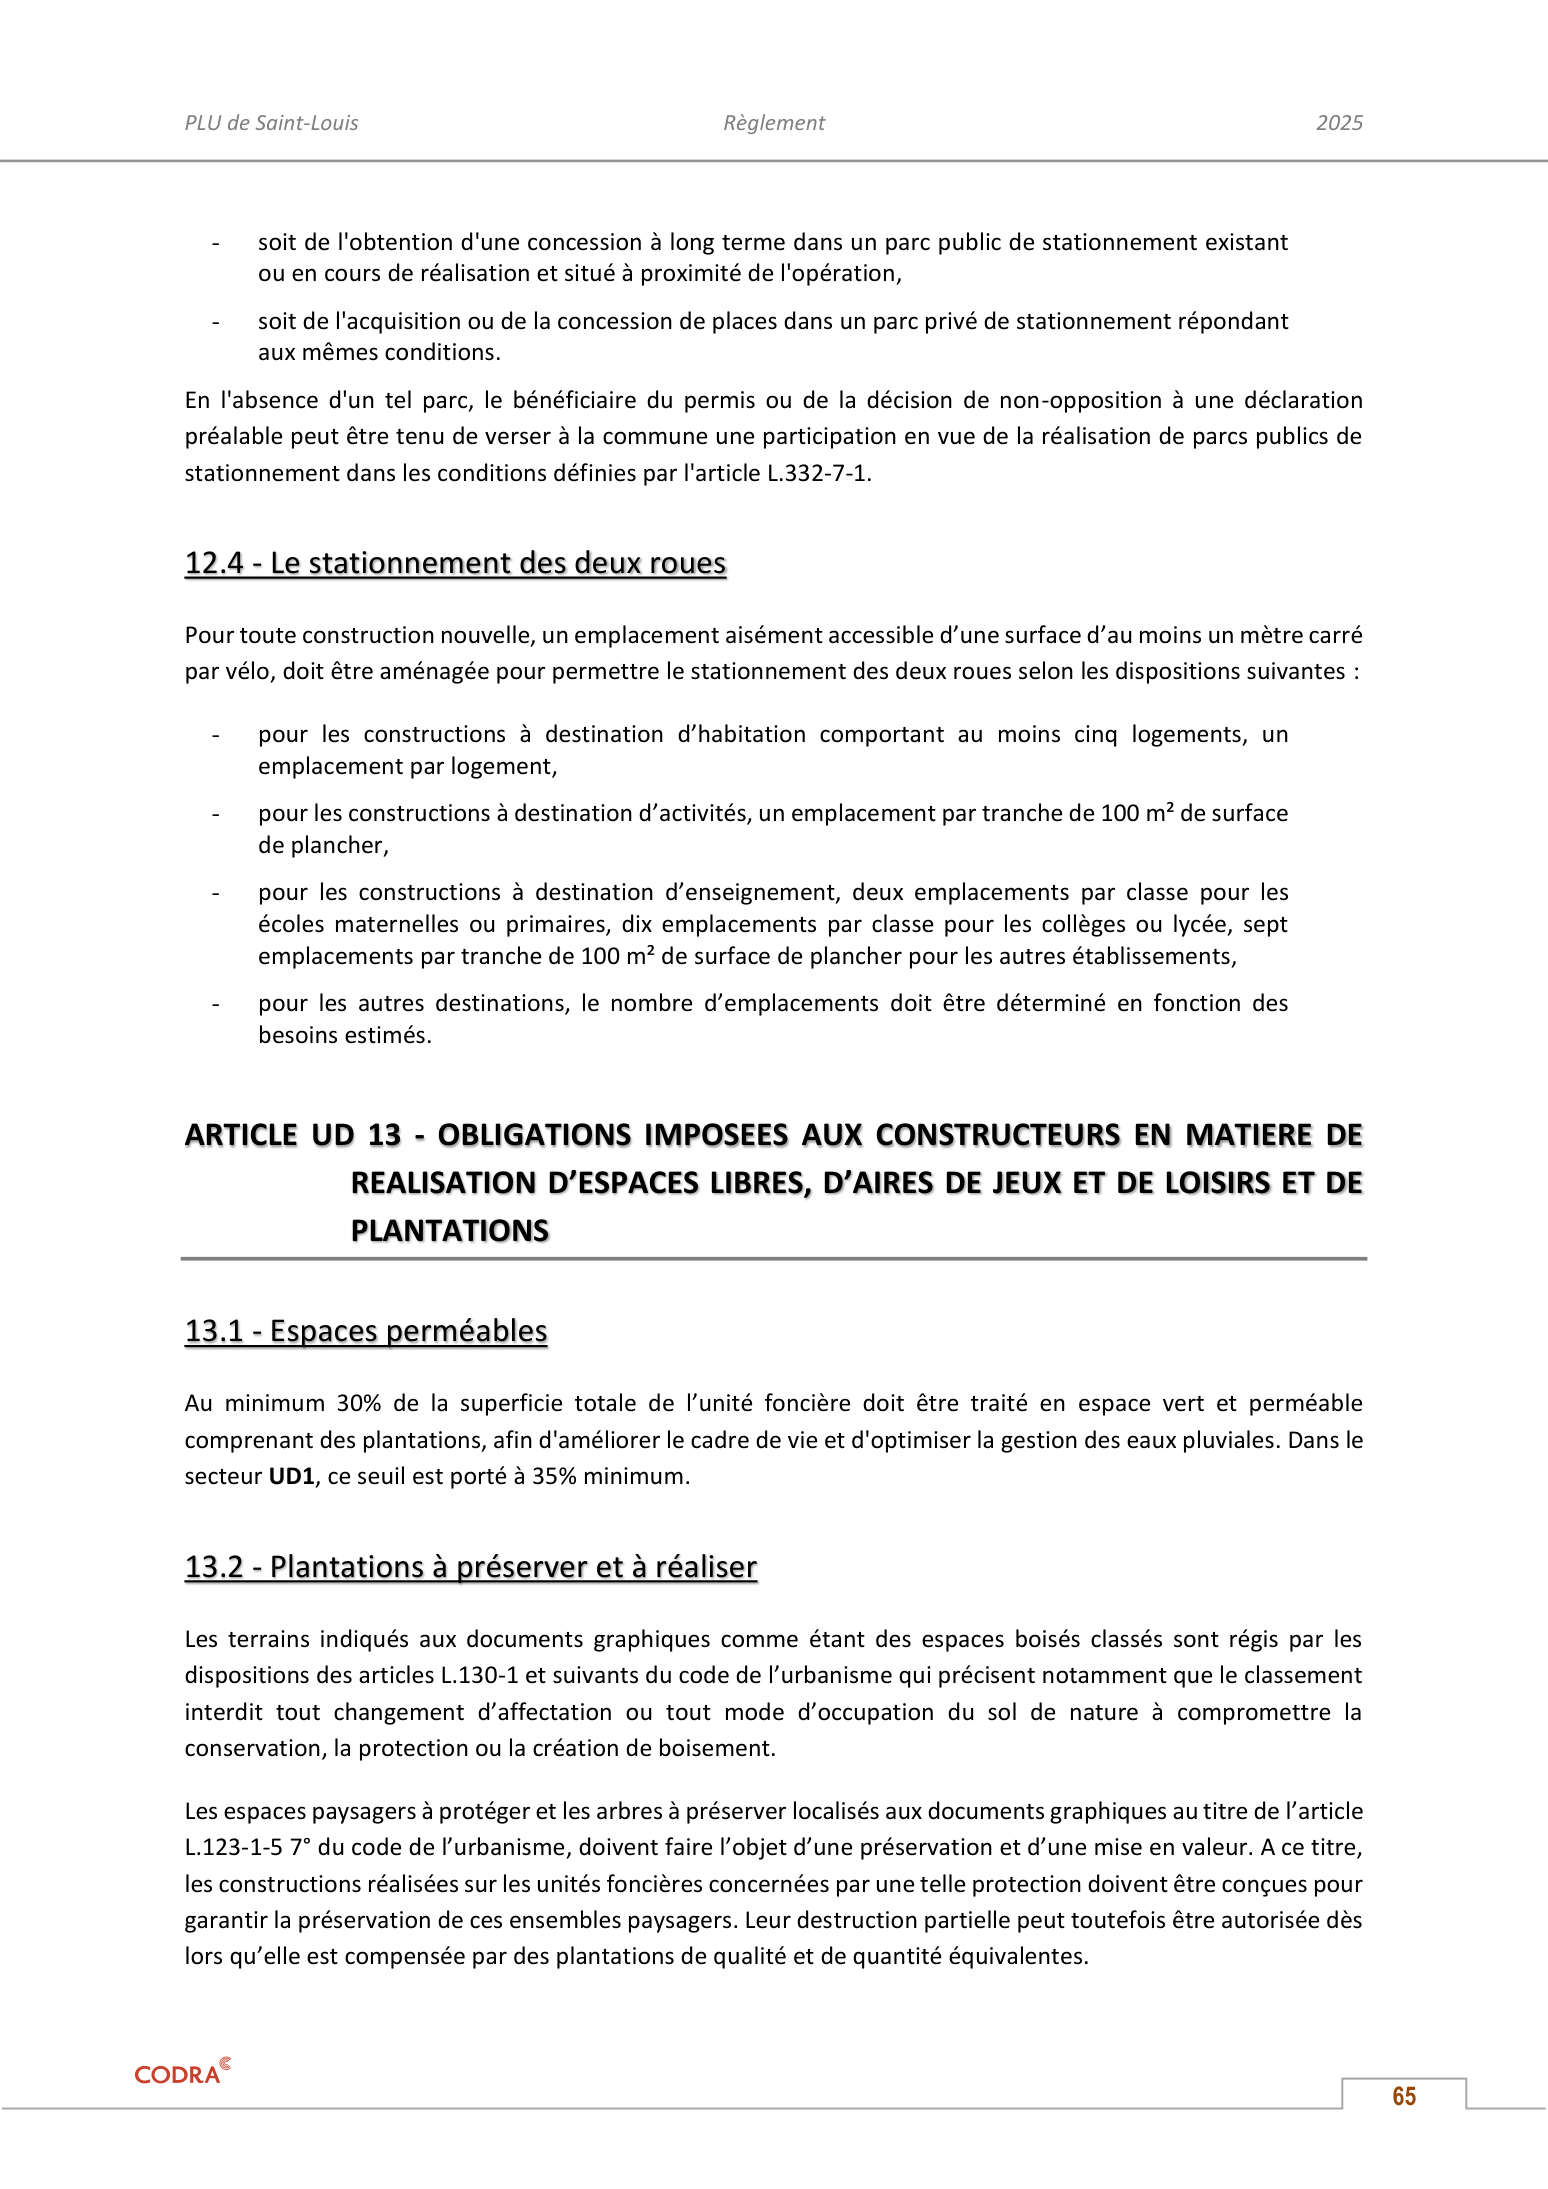 PLU de Saint-Louis Règlement 2025
- soit de l'obtention d'une concession à long terme dans un parc public de stationnement existant
ou en cours de réalisation et situé à proximité de l'opération,
- soit de l'acquisition ou de la concession de places dans un parc privé de stationnement répondant
aux mêmes conditions.
En l'absence d'un tel parc, le bénéficiaire du permis ou de la décision de non-opposition à une déclaration
préalable peut être tenu de verser à la commune une participation en vue de la réalisation de parcs publics de
stationnement dans les conditions définies par l'article L.332-7-1.
12.4 - Le stationnement des deux roues
Pour toute construction nouvelle, un emplacement aisément accessible d’une surface d’au moins un mètre carré
par vélo, doit être aménagée pour permettre le stationnement des deux roues selon les dispositions suivantes :
- pour les constructions à destination d’habitation comportant au moins cinq logements, un
emplacement par logement,
- pour les constructions à destination d’activités, un emplacement par tranche de 100 m² de surface
de plancher,
- pour les constructions à destination d’enseignement, deux emplacements par classe pour les
écoles maternelles ou primaires, dix emplacements par classe pour les collèges ou lycée, sept
emplacements par tranche de 100 m² de surface de plancher pour les autres établissements,
- pour les autres destinations, le nombre d’emplacements doit être déterminé en fonction des
besoins estimés.
ARTICLE UD 13 - OBLIGATIONS IMPOSEES AUX CONSTRUCTEURS EN MATIERE DE
REALISATION D’ESPACES LIBRES, D’AIRES DE JEUX ET DE LOISIRS ET DE
PLANTATIONS
13.1 - Espaces perméables
Au minimum 30% de la superficie totale de l’unité foncière doit être traité en espace vert et perméable
comprenant des plantations, afin d'améliorer le cadre de vie et d'optimiser la gestion des eaux pluviales. Dans le
secteur UD1, ce seuil est porté à 35% minimum.
13.2 - Plantations à préserver et à réaliser
Les terrains indiqués aux documents graphiques comme étant des espaces boisés classés sont régis par les
dispositions des articles L.130-1 et suivants du code de l’urbanisme qui précisent notamment que le classement
interdit tout changement d’affectation ou tout mode d’occupation du sol de nature à compromettre la
conservation, la protection ou la création de boisement.
Les espaces paysagers à protéger et les arbres à préserver localisés aux documents graphiques au titre de l’article
L.123-1-5 7° du code de l’urbanisme, doivent faire l’objet d’une préservation et d’une mise en valeur. A ce titre,
les constructions réalisées sur les unités foncières concernées par une telle protection doivent être conçues pour
garantir la préservation de ces ensembles paysagers. Leur destruction partielle peut toutefois être autorisée dès
lors qu’elle est compensée par des plantations de qualité et de quantité équivalentes.
CODRA
65